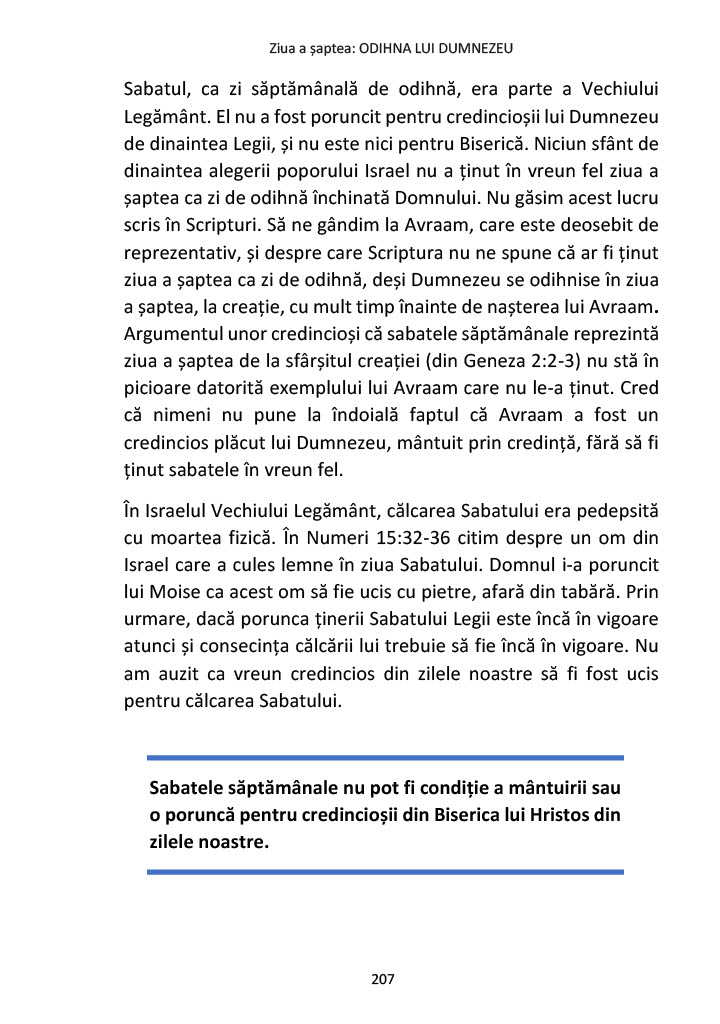 Ziua a șaptea: ODIHNA LUI DUMNEZEU
Sabatul, ca zi săptămânală de odihnă, era parte a Vechiului
Legământ. El nu a fost poruncit pentru credincioșii lui Dumnezeu
de dinaintea Legii, și nu este nici pentru Biserică. Niciun sfânt de
dinaintea alegerii poporului Israel nu a ținut în vreun fel ziua a
șaptea ca zi de odihnă închinată Domnului. Nu găsim acest lucru
scris în Scripturi. Să ne gândim la Avraam, care este deosebit de
reprezentativ, și despre care Scriptura nu ne spune că ar fi ținut
ziua a șaptea ca zi de odihnă, deși Dumnezeu se odihnise în ziua
a șaptea, la creație, cu mult timp înainte de nașterea lui Avraam.
Argumentul unor credincioși că sabatele săptămânale reprezintă
ziua a șaptea de la sfârșitul creației (din Geneza 2:2-3) nu stă în
picioare datorită exemplului lui Avraam care nu le-a ținut. Cred
că nimeni nu pune la îndoială faptul că Avraam a fost un
credincios plăcut lui Dumnezeu, mântuit prin credință, fără să fi
ținut sabatele în vreun fel.
În Israelul Vechiului Legământ, călcarea Sabatului era pedepsită
cu moartea fizică. În Numeri 15:32-36 citim despre un om din
Israel care a cules lemne în ziua Sabatului. Domnul i-a poruncit
lui Moise ca acest om să fie ucis cu pietre, afară din tabără. Prin
urmare, dacă porunca ținerii Sabatului Legii este încă în vigoare
atunci și consecința călcării lui trebuie să fie încă în vigoare. Nu
am auzit ca vreun credincios din zilele noastre să fi fost ucis
pentru călcarea Sabatului.
Sabatele săptămânale nu pot fi condiție a mântuirii sau
o poruncă pentru credincioșii din Biserica lui Hristos din
zilele noastre.
207